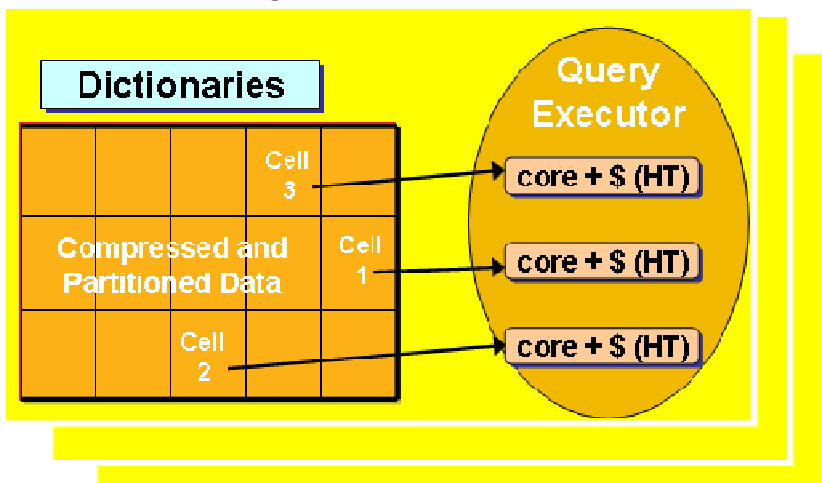 Dictionaries
Query
Executor
Cell
3
core + $ (HT)
Compressed and
Partitioned Data
Cell
1
core + $ (HT)
Cell
2
core + $ (HT)